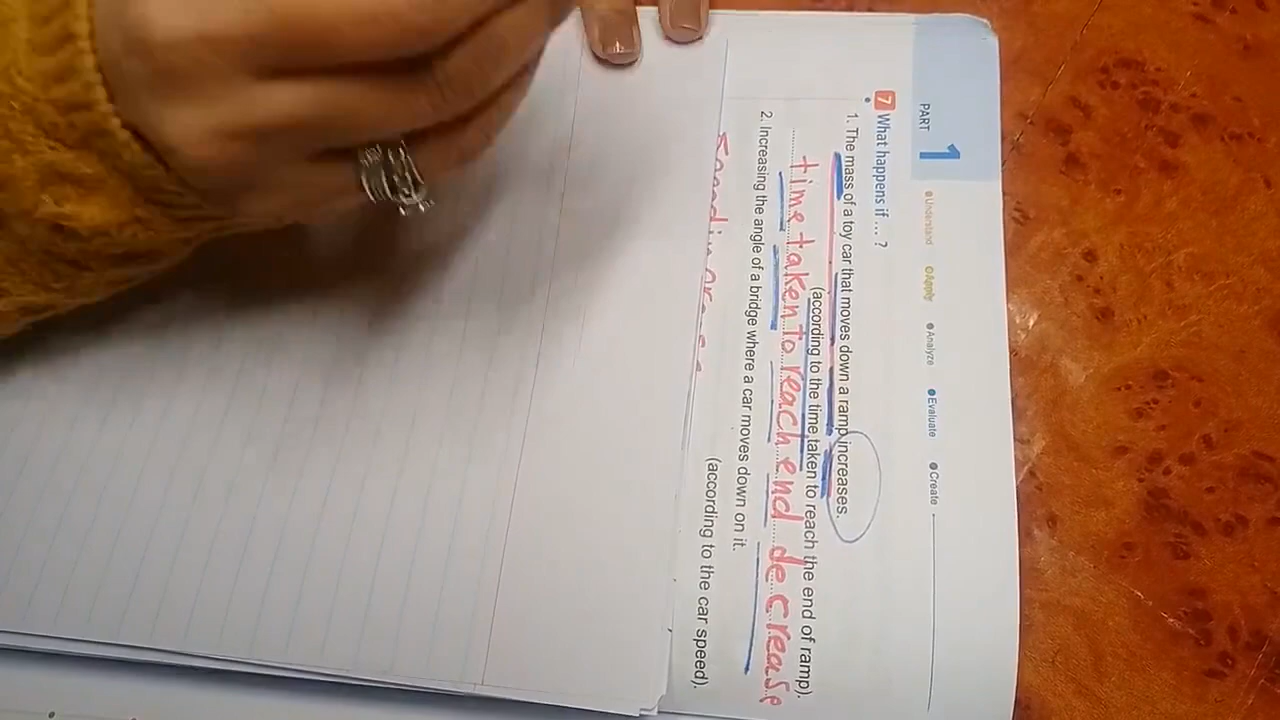 PART 1
Understand Apply Analyze Evaluate Create
7 What happens if ... ?
1. The mass of a toy car that moves down a ramp increases.
(according to the time taken to reach the end of ramp).
time taken to reach end decrease
2. Increasing the angle of a bridge where a car moves down on it.
(according to the car speed).